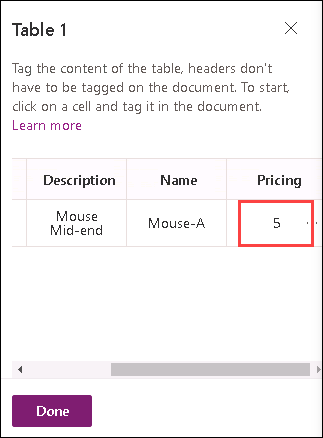 Table 1
Tag the content of the table, headers don't
have to be tagged on the document. To start,
click on a cell and tag it in the document.
Learn more
Description Name Pricing
Mouse
Mid-end Mouse-A 5 ...
Done